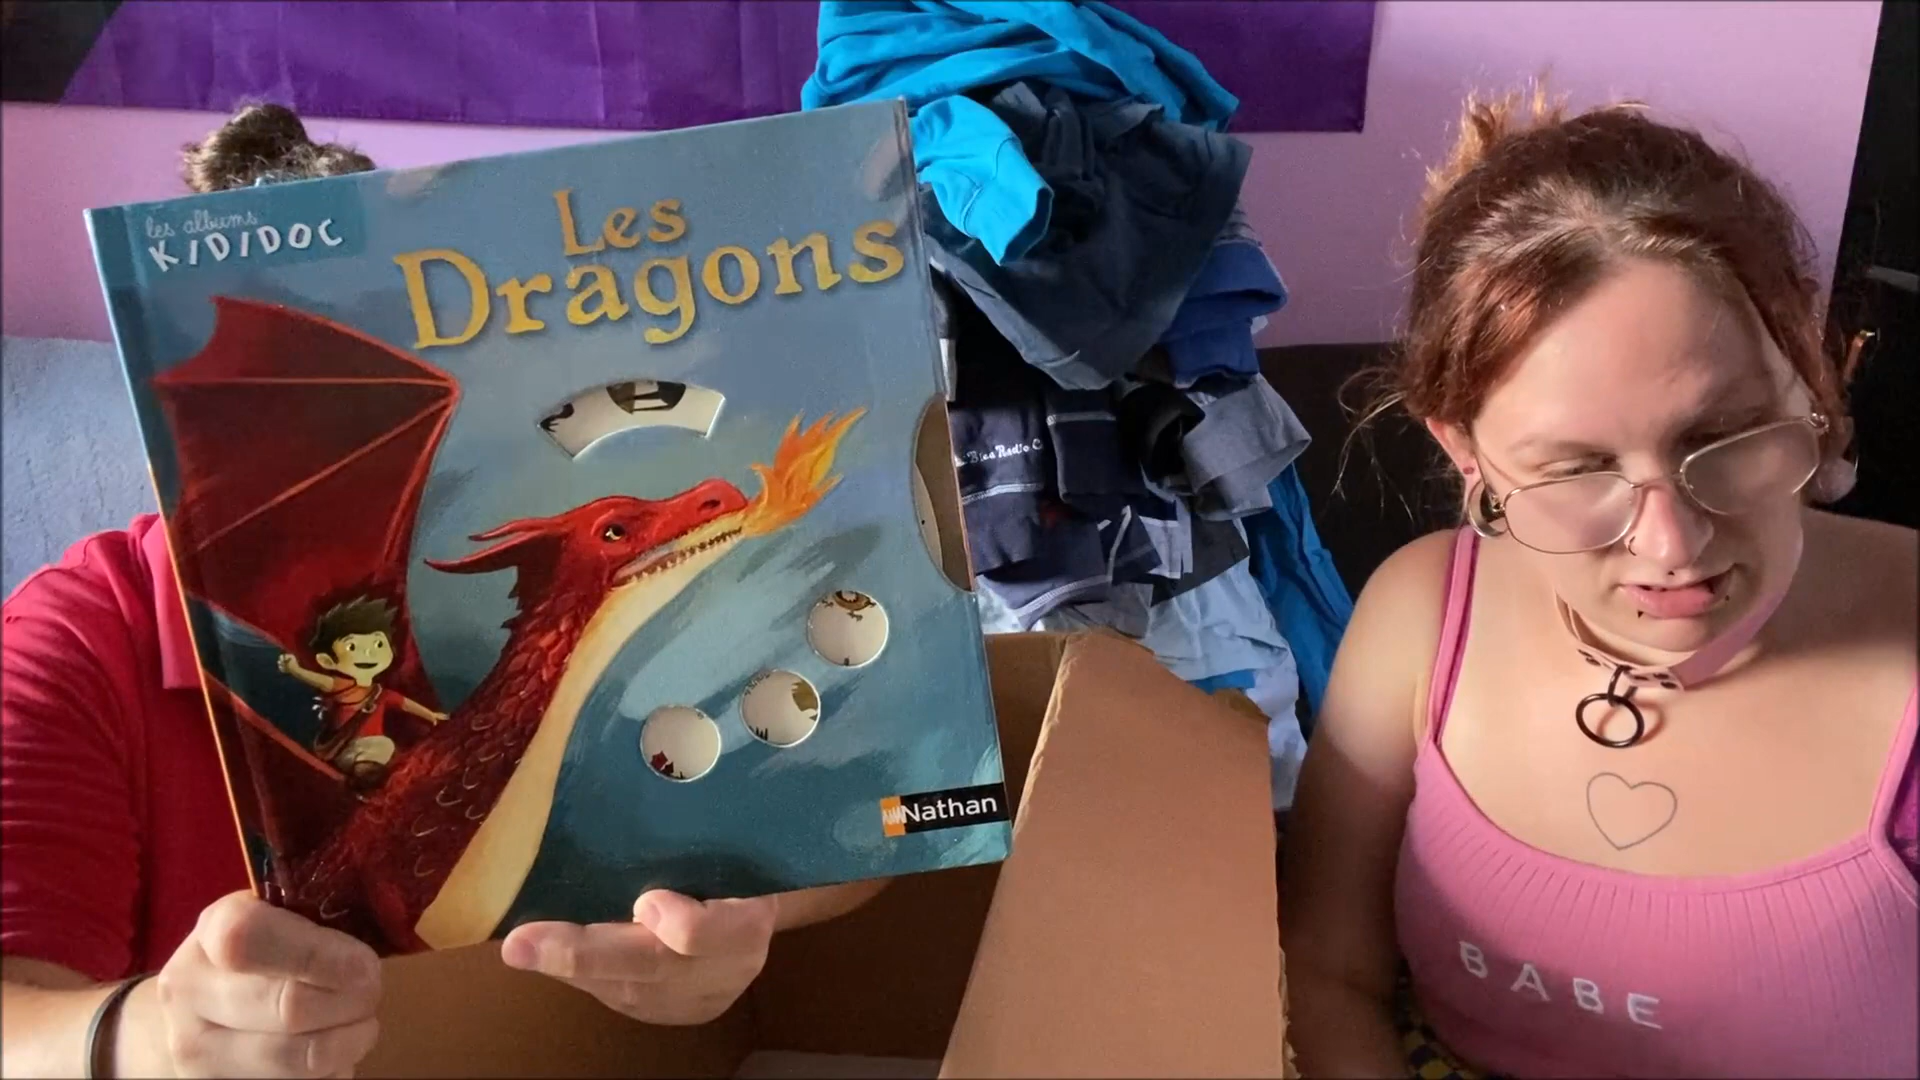 les albums
KIDIDOC
Les
Dragons
Nathan
BABE